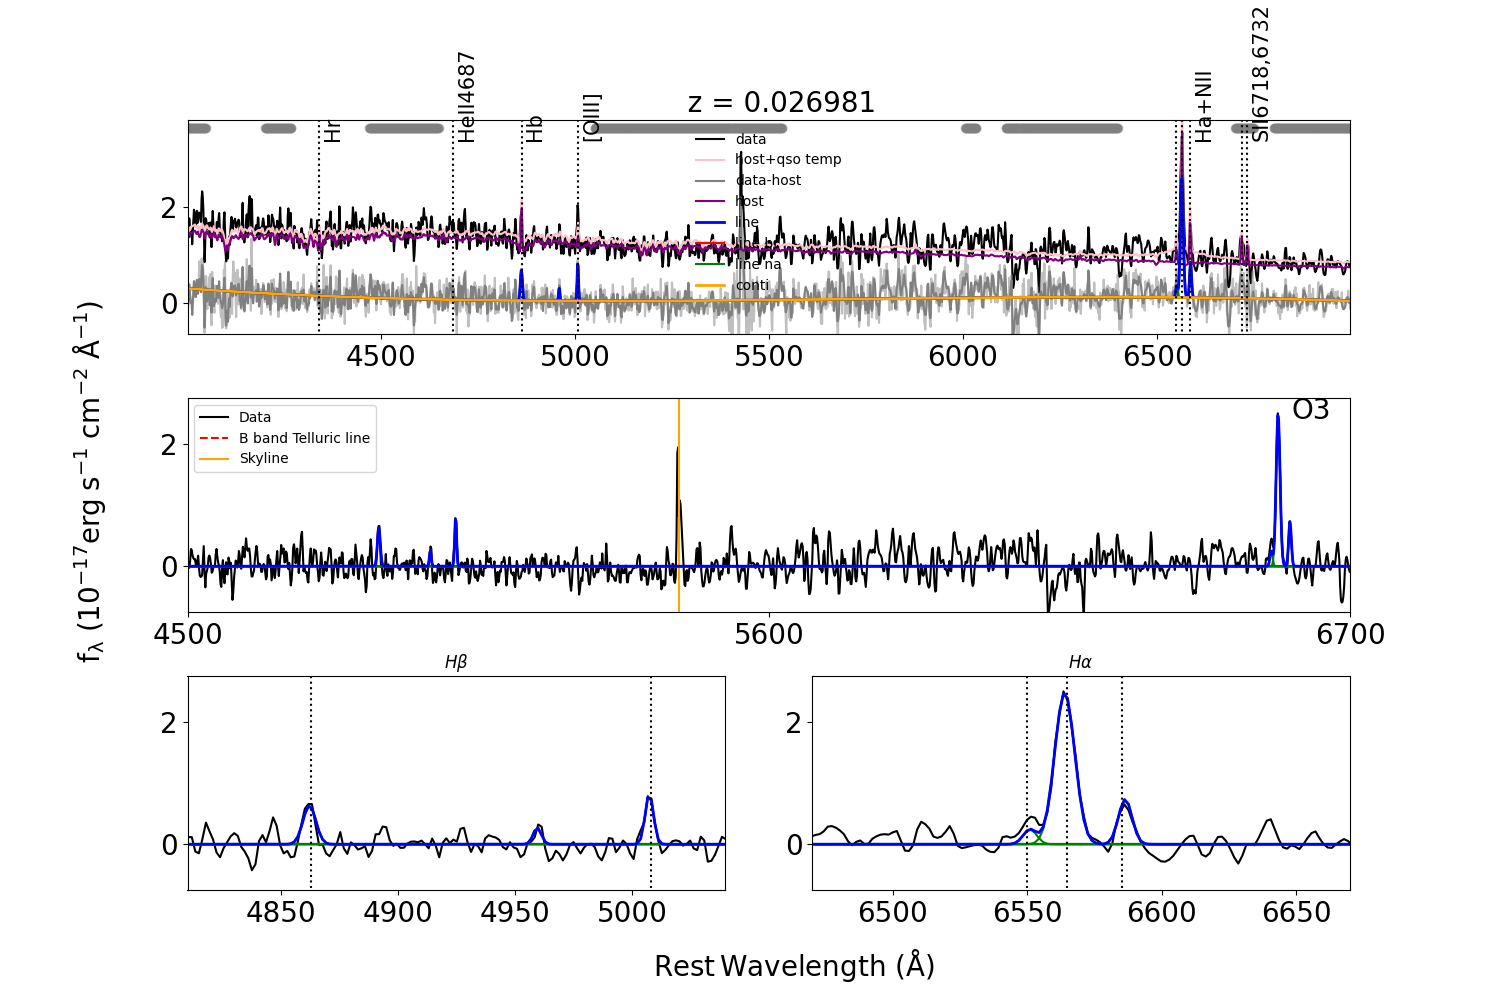 z = 0.026981
Hr
HeII4687
Hb
[OIII]
Ha+NII
SII6718,6732
data
host+qso temp
data-host
host
line
line na
conti
2
0
4500 5000 5500 6000 6500
f_λ (10^−17 erg s^−1 cm^−2 Å^−1)
Data
B band Telluric line
Skyline
O3
2
0
4500 5600 6700
Hβ
2
0
4850 4900 4950 5000
Hα
2
0
6500 6550 6600 6650
Rest Wavelength (Å)